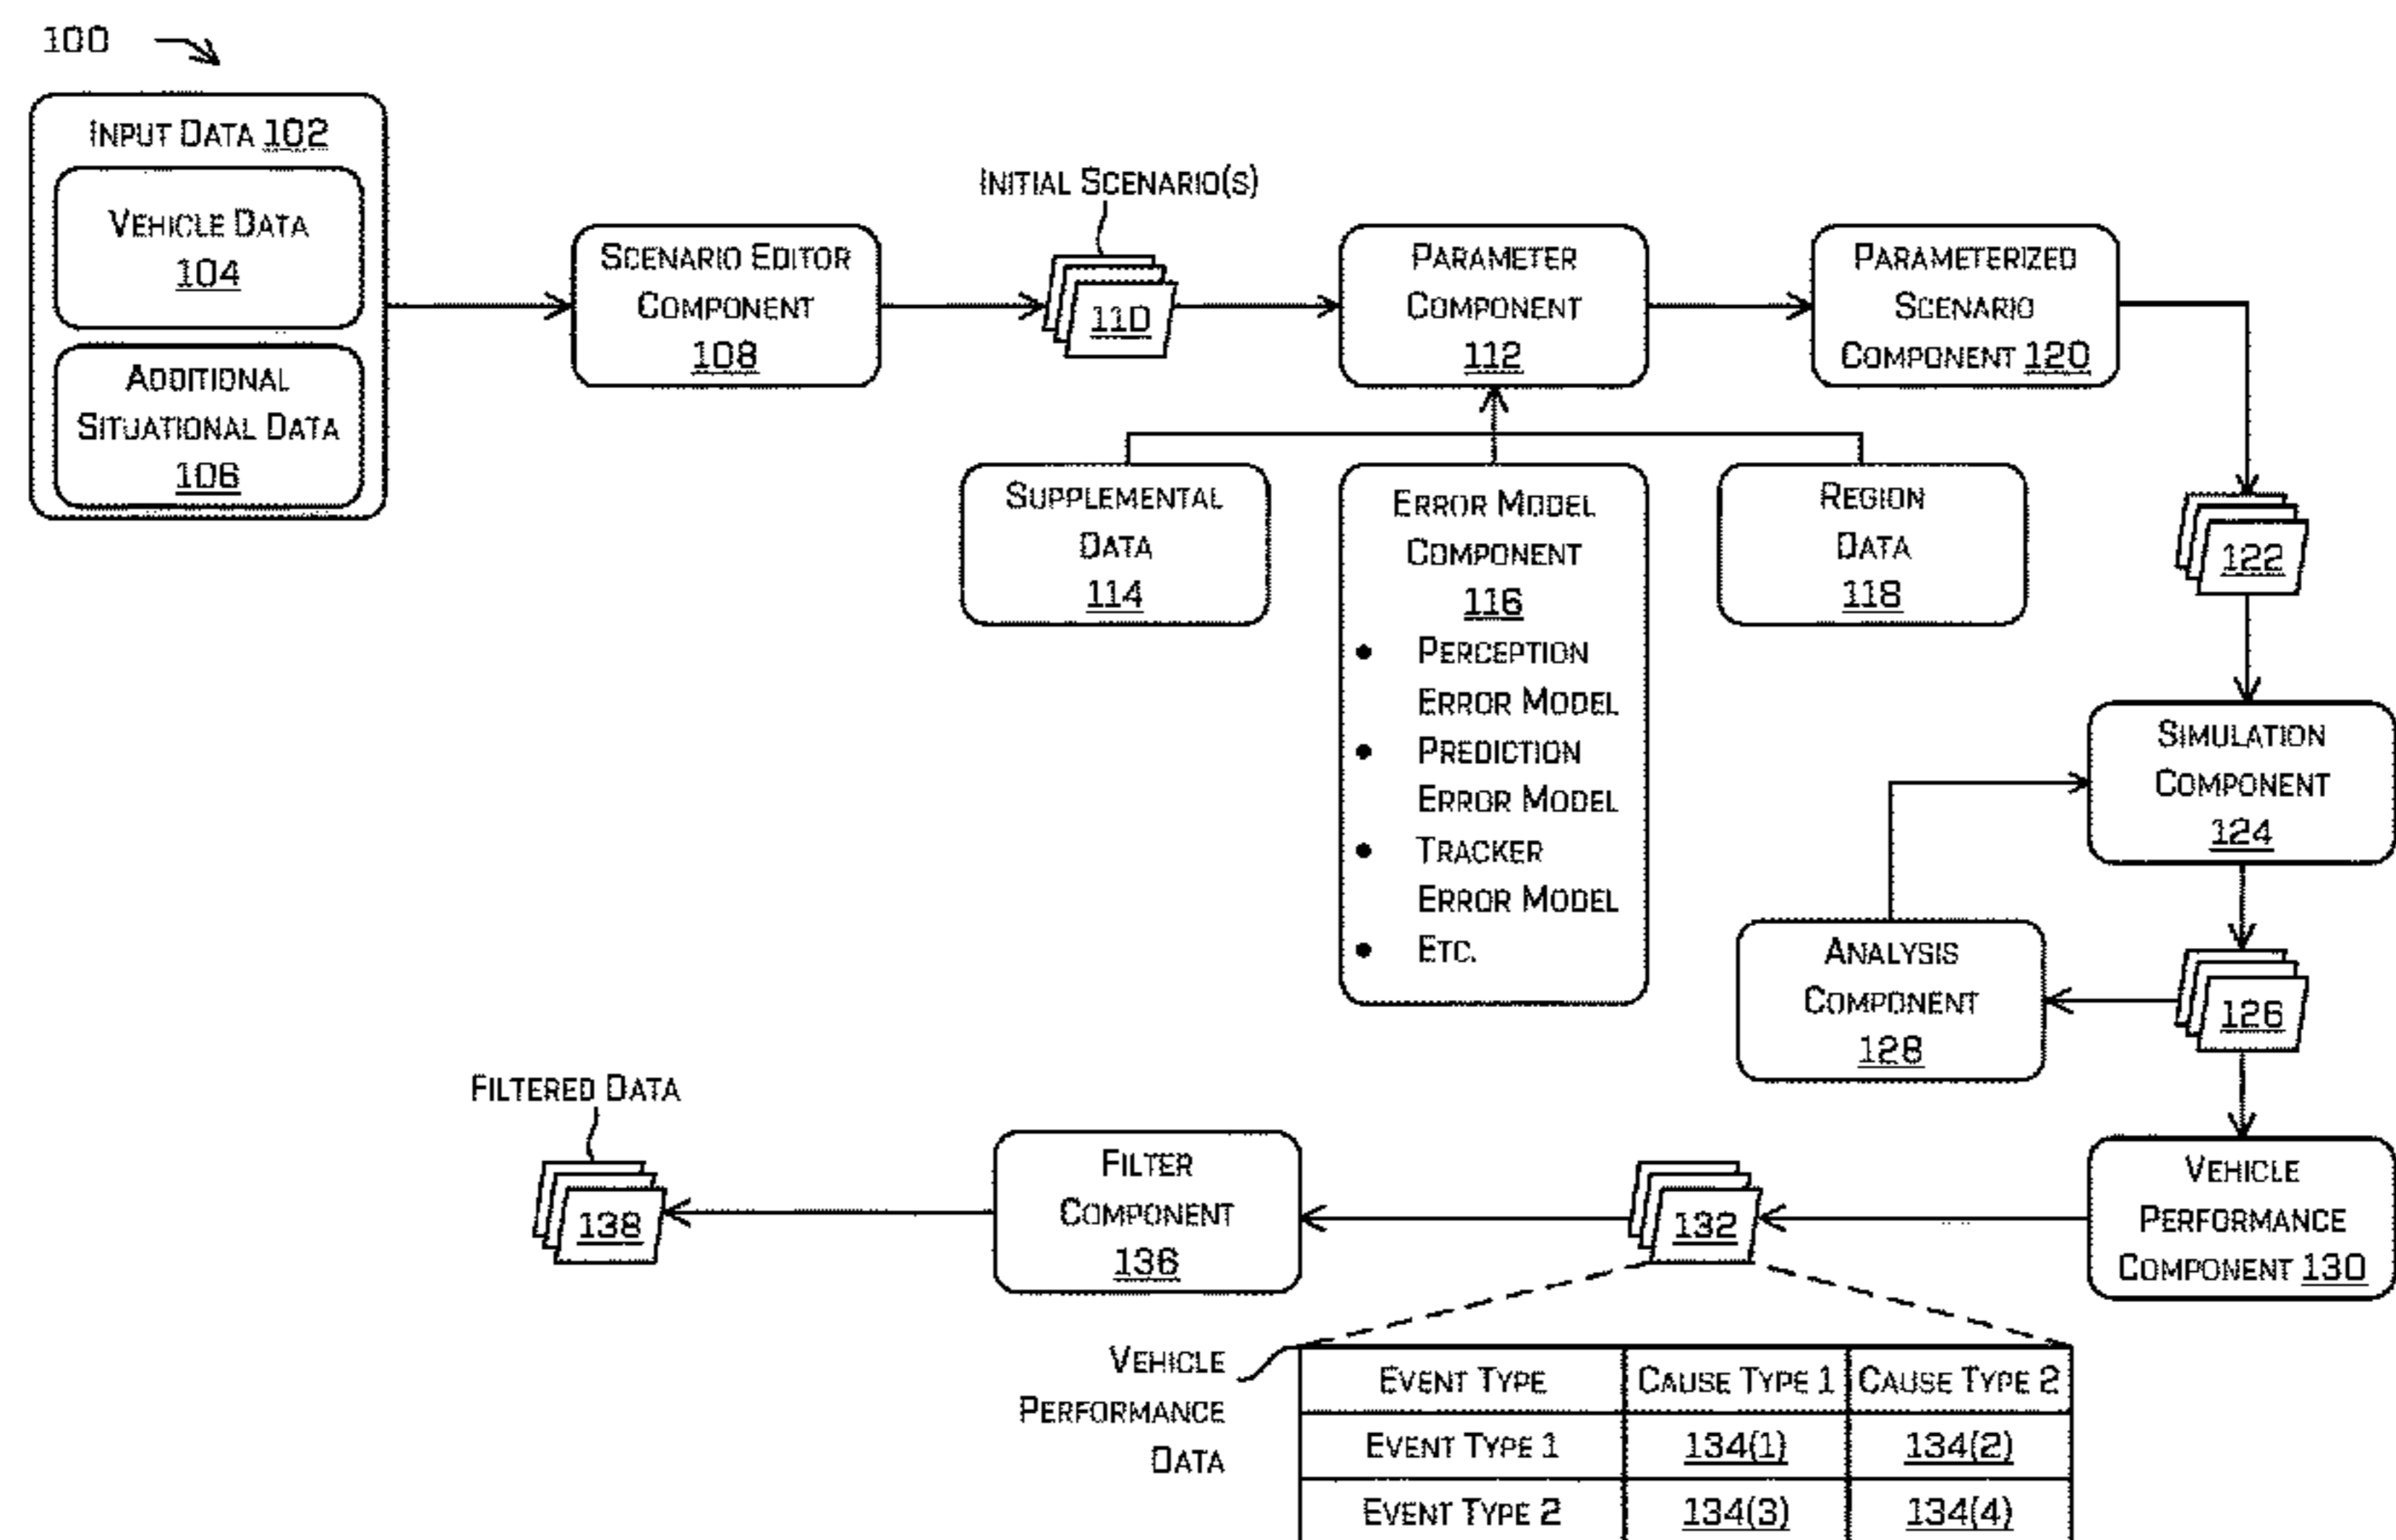 100
INPUT DATA 102
VEHICLE DATA
104
ADDITIONAL
SITUATIONAL DATA
106
SCENARIO EDITOR
COMPONENT
108
INITIAL SCENARIO(S)
110
PARAMETER
COMPONENT
112
PARAMETERIZED
SCENARIO
COMPONENT 120
SUPPLEMENTAL
DATA
114
ERROR MODEL
COMPONENT
116
• PERCEPTION
ERROR MODEL
• PREDICTION
ERROR MODEL
• TRACKER
ERROR MODEL
• ETC.
REGION
DATA
118
122
SIMULATION
COMPONENT
124
ANALYSIS
COMPONENT
128
126
FILTERED DATA
138
FILTER
COMPONENT
136
132
VEHICLE
PERFORMANCE
COMPONENT 130
VEHICLE
PERFORMANCE
DATA
EVENT TYPE CAUSE TYPE 1 CAUSE TYPE 2
EVENT TYPE 1 134(1) 134(2)
EVENT TYPE 2 134(3) 134(4)